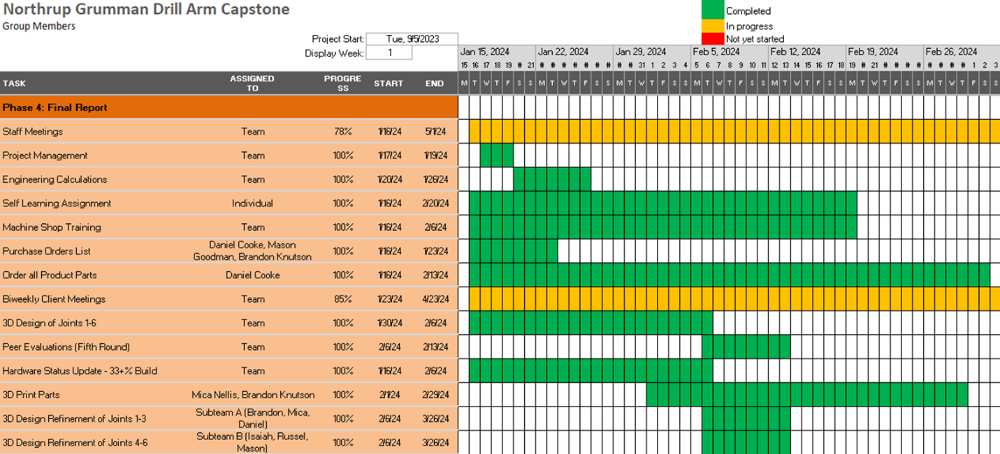 Northrup Grumman Drill Arm Capstone
Group Members
Completed
In progress
Not yet started
Project Start: Tue, 9/5/2023
Display Week: 1
Jan 15, 2024 Jan 22, 2024 Jan 29, 2024 Feb 5, 2024 Feb 12, 2024 Feb 19, 2024 Feb 26, 2024
15 16 17 18 19 # 21 # # # # # # # # # 31 1 2 3 4 5 6 7 8 9 # # 12 13 14 15 16 17 18 19 # 21 # # # # # # # # 1 2 3
TASK ASSIGNED TO PROGRESS START END M T W T F S S M T W T F S S M T W T F S S M T W T F S S M T W T F S S M T W T F S S M T W T F S S
Phase 4: Final Report
Staff Meetings Team 78% 1/16/24 5/1/24
Project Management Team 100% 1/17/24 1/19/24
Engineering Calculations Team 100% 1/20/24 1/26/24
Self Learning Assignment Individual 100% 1/16/24 2/20/24
Machine Shop Training Team 100% 1/16/24 2/6/24
Purchase Orders List Daniel Cooke, Mason Goodman, Brandon Knutson 100% 1/16/24 1/23/24
Order all Product Parts Daniel Cooke 100% 1/16/24 2/13/24
Biweekly Client Meetings Team 85% 1/23/24 4/23/24
3D Design of Joints 1-6 Team 100% 1/30/24 2/6/24
Peer Evaluations (Fifth Round) Team 100% 2/6/24 2/13/24
Hardware Status Update - 33+% Build Team 100% 1/16/24 2/6/24
3D Print Parts Mica Nellis, Brandon Knutson 100% 2/1/24 2/29/24
3D Design Refinement of Joints 1-3 Subteam A (Brandon, Mica, Daniel) 100% 2/6/24 3/26/24
3D Design Refinement of Joints 4-6 Subteam B (Isaiah, Russel, Mason) 100% 2/6/24 3/26/24